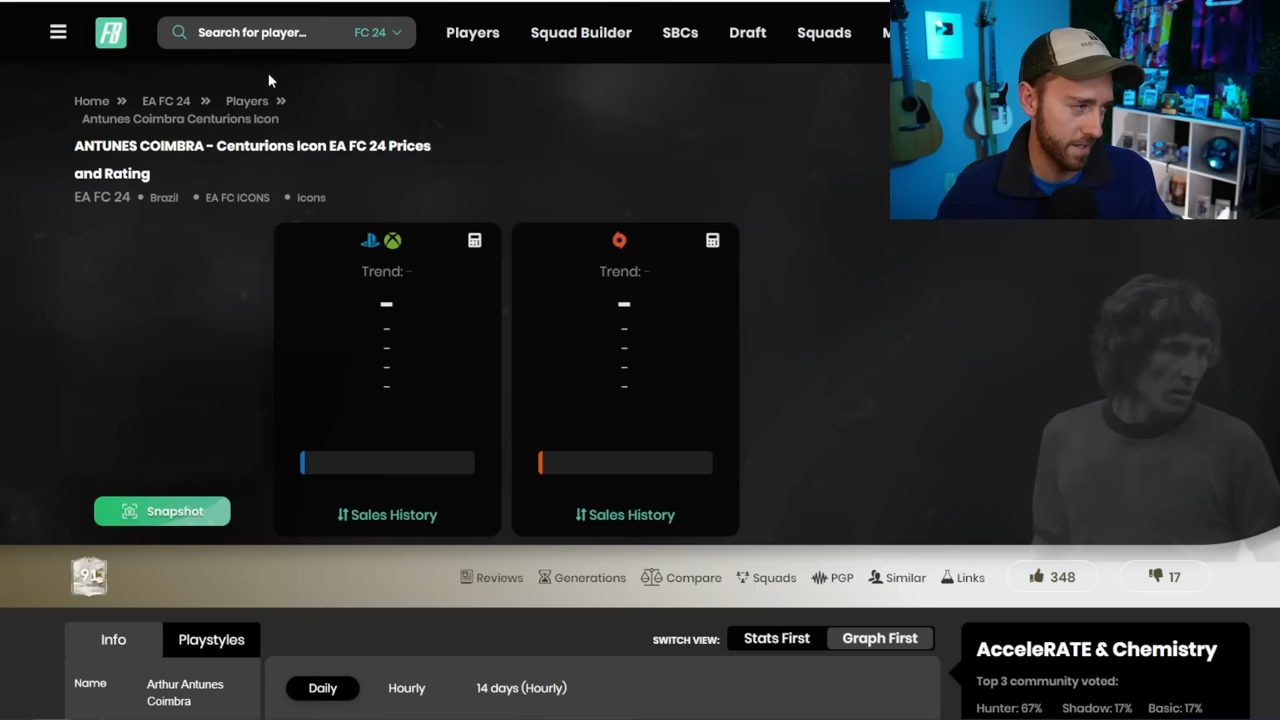 FB
Search for player...
FC 24
Players
Squad Builder
SBCs
Draft
Squads
M
Home » EA FC 24 » Players »
Antunes Coimbra Centurions Icon
ANTUNES COIMBRA - Centurions Icon EA FC 24 Prices
and Rating
EA FC 24 • Brazil • EA FC ICONS • Icons
Trend: -
-
-
-
-
-
Sales History
Trend: -
-
-
-
-
-
Sales History
Snapshot
91
Reviews
Generations
Compare
Squads
PGP
Similar
Links
348
17
Info
Playstyles
SWITCH VIEW:
Stats First
Graph First
AcceleRATE & Chemistry
Top 3 community voted:
Hunter: 67%
Shadow: 17%
Basic: 17%
Name
Arthur Antunes
Coimbra
Daily
Hourly
14 days (Hourly)